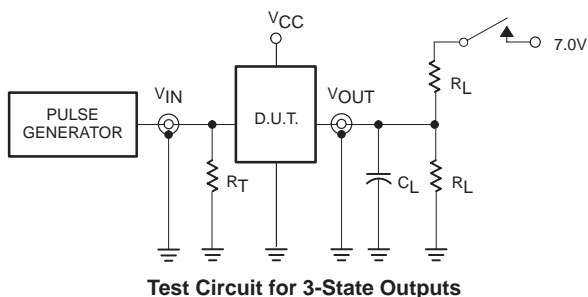 VCC
7.0V
RL
VIN
VOUT
PULSE
GENERATOR
D.U.T.
RT
CL
RL
Test Circuit for 3-State Outputs